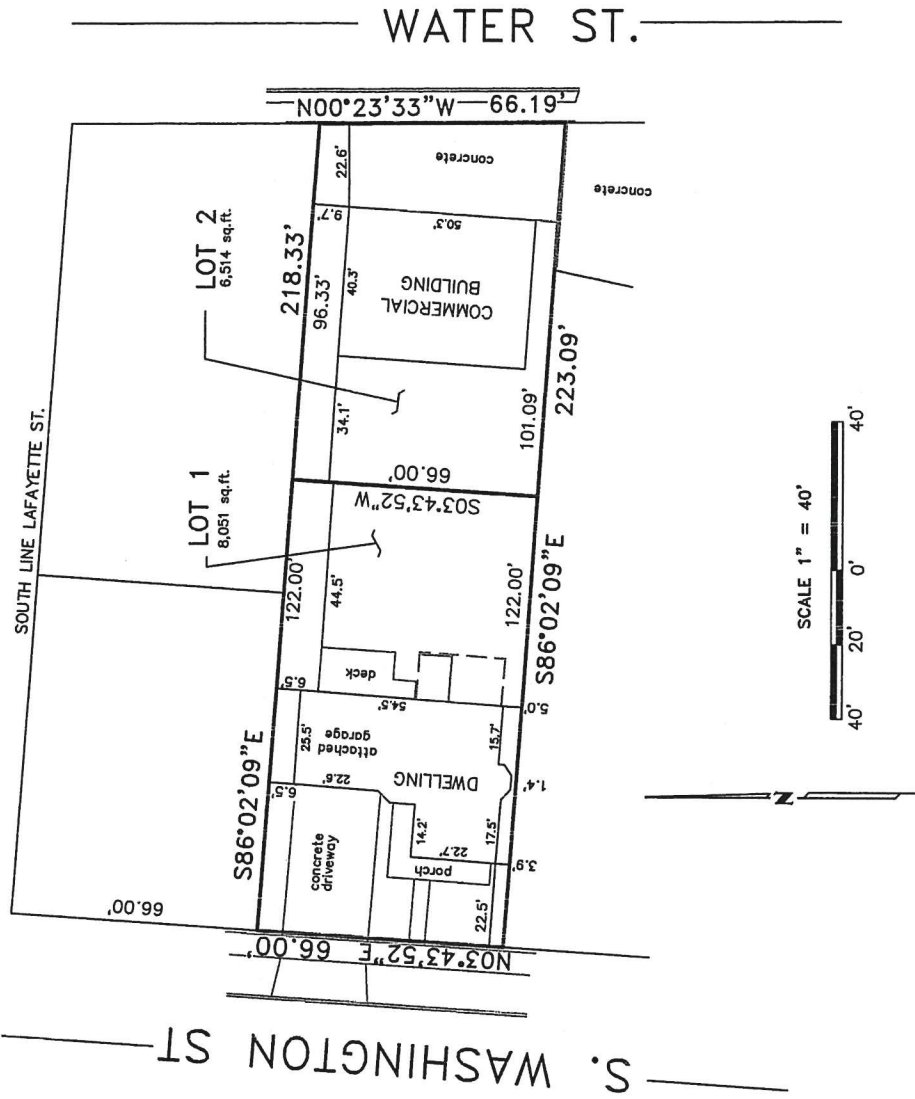 WATER ST.
N00°23'33"W 66.19'
SOUTH LINE LAFAYETTE ST.
LOT 2
6,514 sq.ft.
218.33'
96.33'
22.6'
9.7'
concrete
concrete
50.3'
40.3'
COMMERCIAL
BUILDING
34.1'
101.09'
223.09'
66.00'
S03°43'52"W
LOT 1
8,051 sq.ft.
122.00'
44.5'
122.00'
S86°02'09"E
deck
6.5'
54.5'
5.0'
S86°02'09"E
25.5'
attached
garage
15.7'
DWELLING
22.6'
6.5'
1.4'
concrete
driveway
14.2'
17.5'
22.7'
porch
3.9'
22.5'
66.00'
N03°43'52"E 66.00'
S. WASHINGTON ST
SCALE 1" = 40'
40' 20' 0' 40'
N